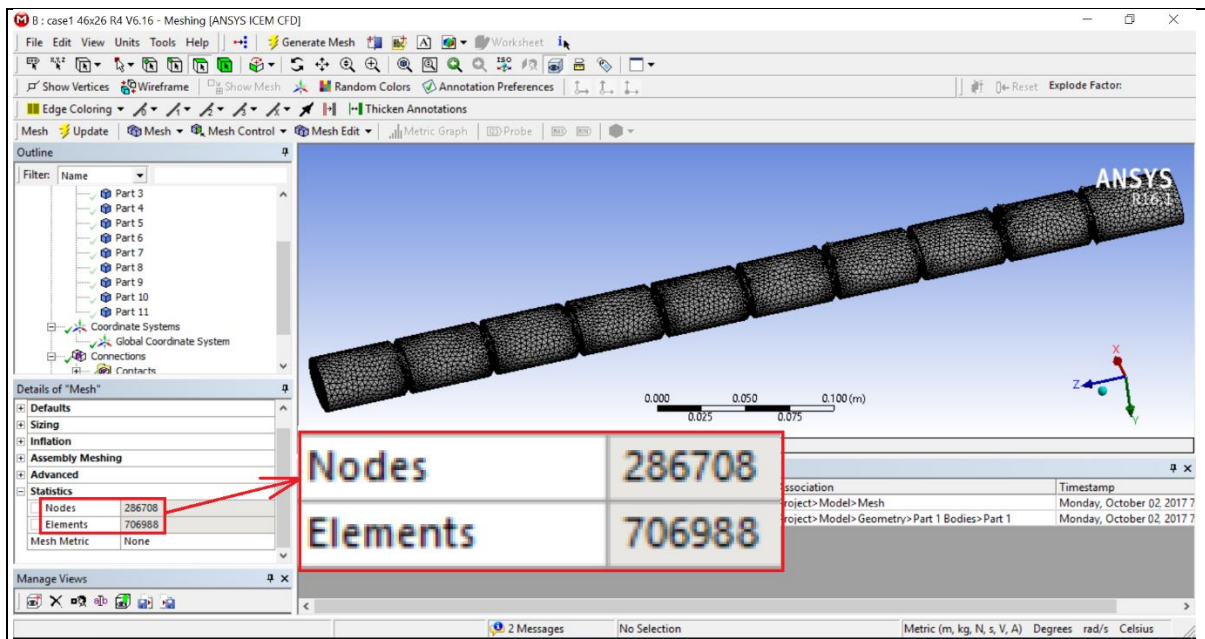 B : case1 46x26 R4 V6.16 - Meshing [ANSYS ICEM CFD]
File Edit View Units Tools Help Generate Mesh A Worksheet
Show Vertices Wireframe Show Mesh Random Colors Annotation Preferences Reset Explode Factor:
Edge Coloring Thicken Annotations
Mesh Update Mesh Mesh Control Mesh Edit Metric Graph Probe
Outline
Filter: Name
Part 3
Part 4
Part 5
Part 6
Part 7
Part 8
Part 9
Part 10
Part 11
Coordinate Systems
Global Coordinate System
Connections
Contacts
Details of "Mesh"
Defaults
Sizing
Inflation
Assembly Meshing
Advanced
Statistics
Nodes 286708
Elements 706988
Mesh Metric None
Manage Views
ANSYS
R16.1
X
Z
Y
0.000 0.050 0.100 (m)
0.025 0.075
Nodes 286708
Elements 706988
ssociation Timestamp
roject>Model>Mesh Monday, October 02, 2017 7
roject>Model>Geometry>Part 1 Bodies>Part 1 Monday, October 02, 2017 7
2 Messages No Selection Metric (m, kg, N, s, V, A) Degrees rad/s Celsius